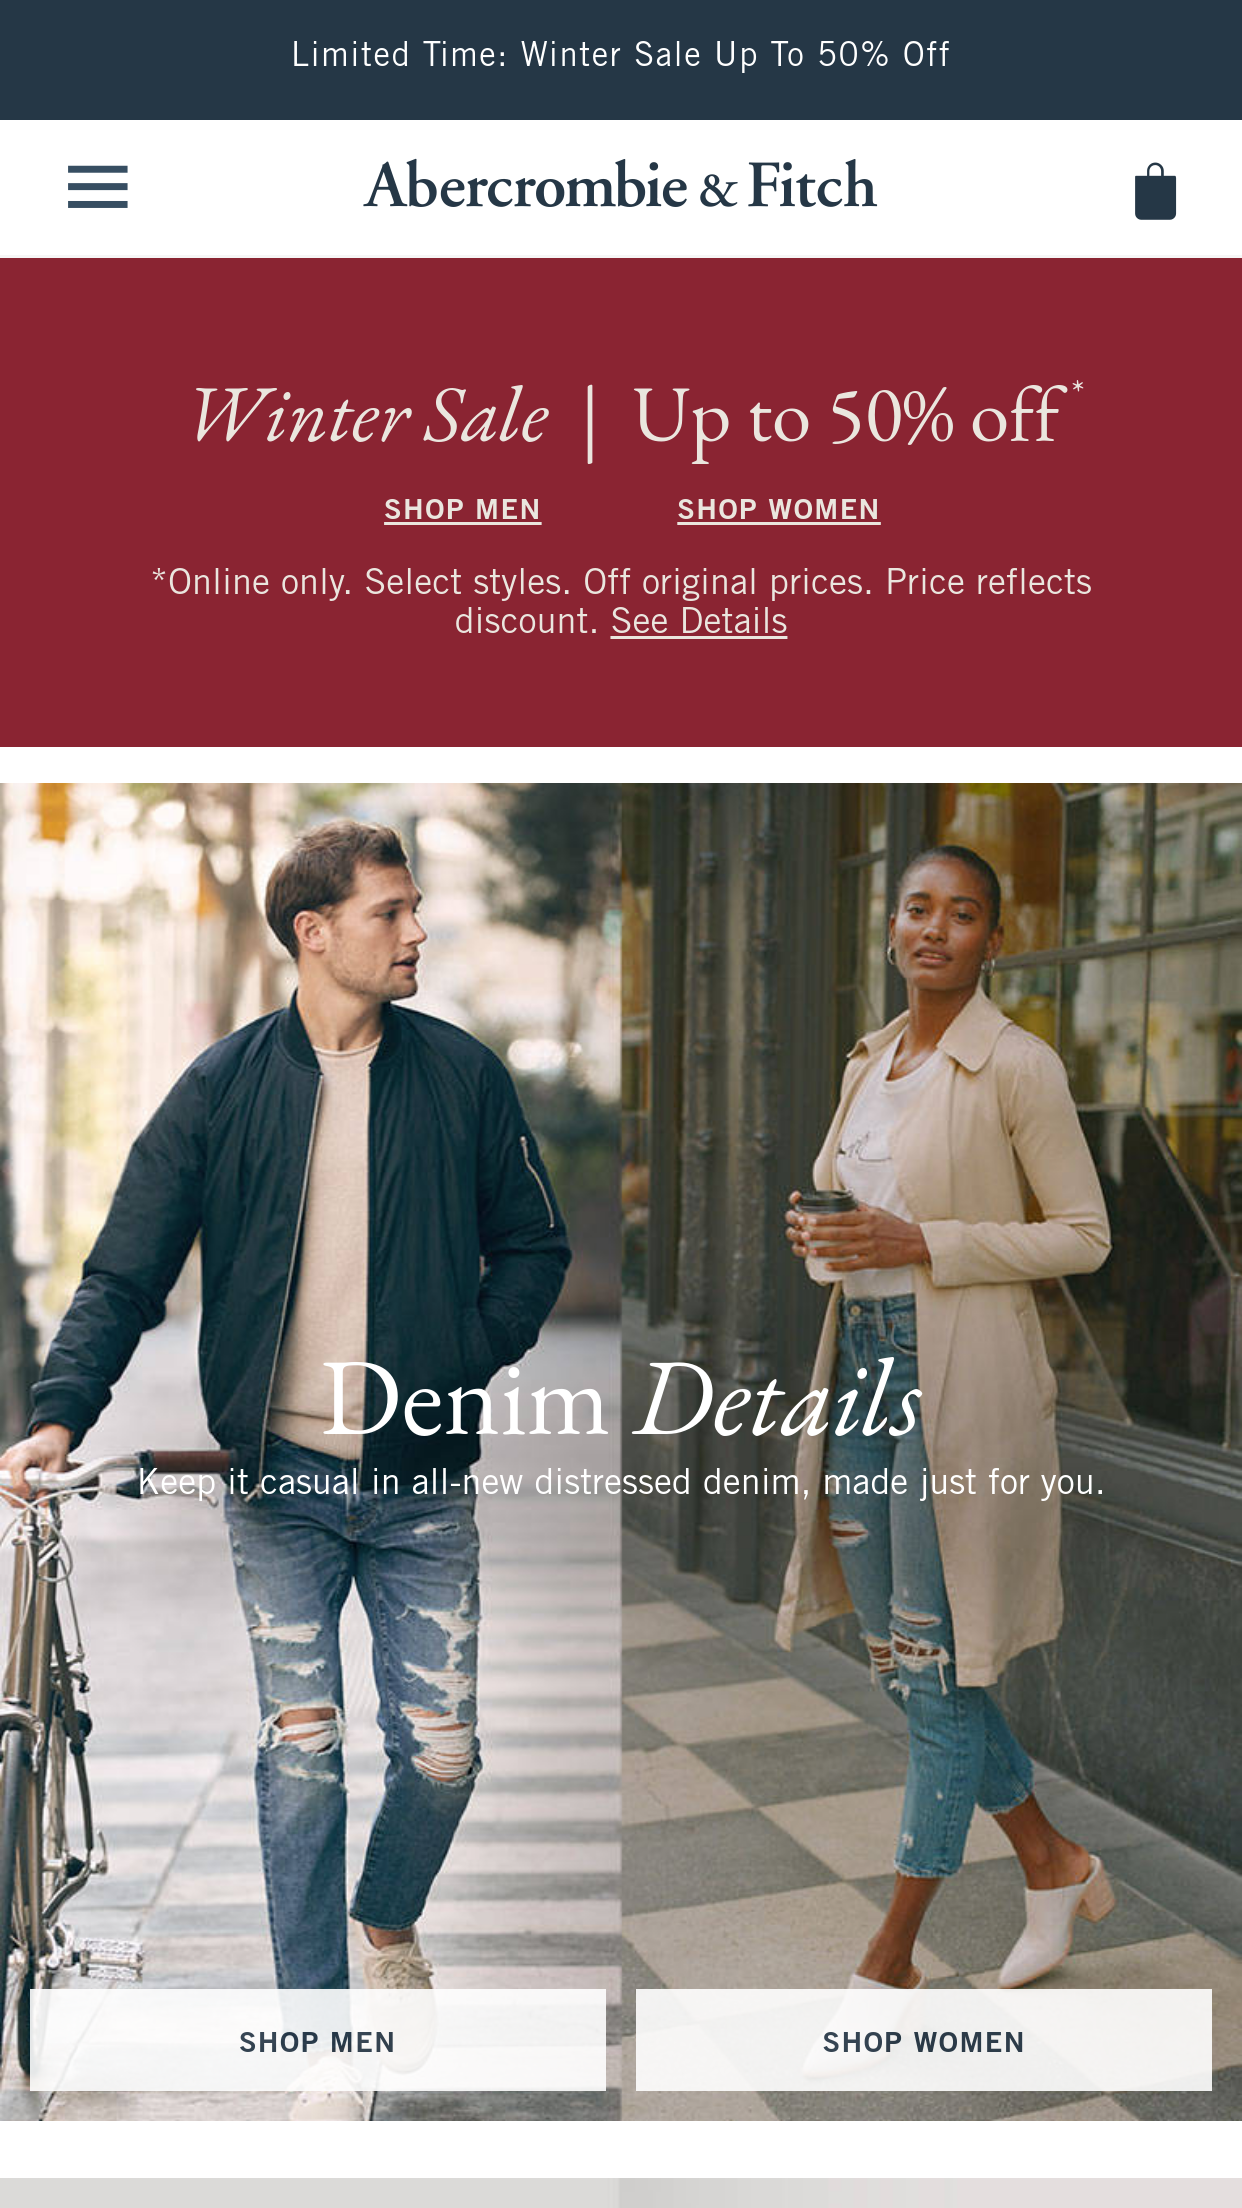 Limited Time: Winter Sale Up To 50% Off
Abercrombie & Fitch
Winter Sale | Up to 50% off*
SHOP MEN SHOP WOMEN
*Online only. Select styles. Off original prices. Price reflects
discount. See Details
Denim Details
Keep it casual in all-new distressed denim, made just for you.
SHOP MEN SHOP WOMEN